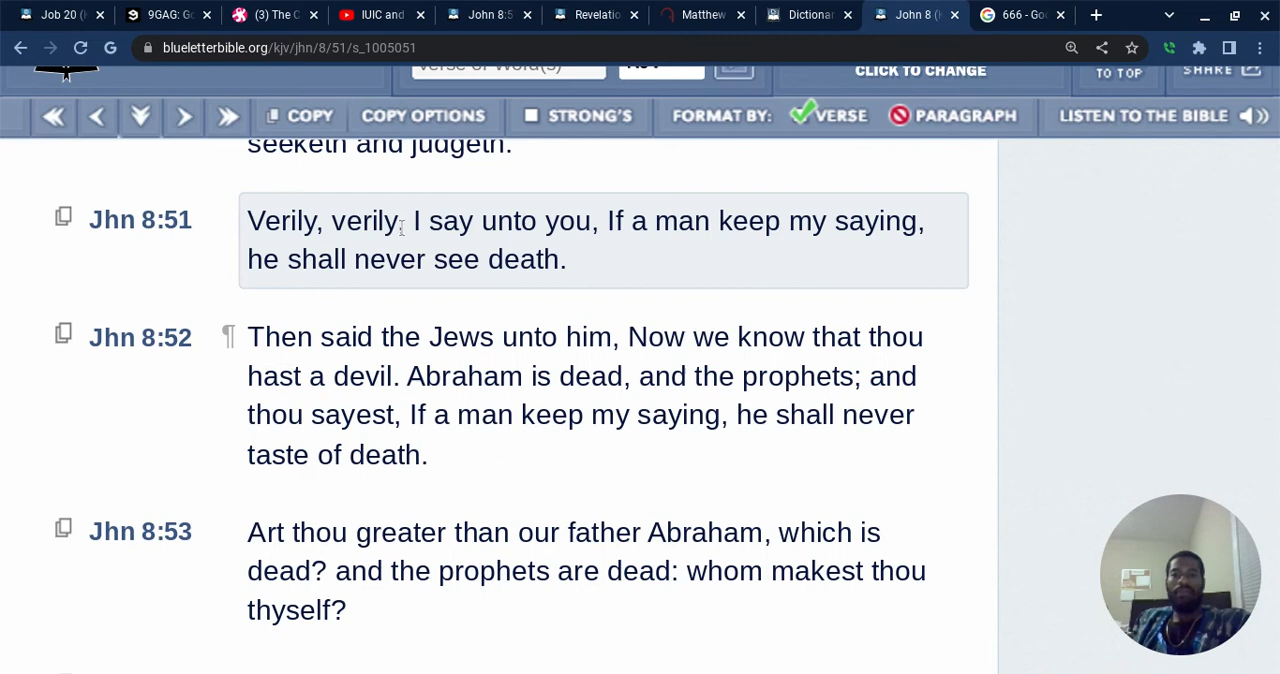 Job 20 (K
9GAG: Go
(3) The C
IUIC and
John 8:5
Revelatio
Matthew
Dictionar
John 8 (K
666 - Goo
blueletterbible.org/kjv/jhn/8/51/s_1005051
CLICK TO CHANGE
TO TOP
SHARE
COPY
COPY OPTIONS
STRONG'S
FORMAT BY:
VERSE
PARAGRAPH
LISTEN TO THE BIBLE
seeketh and judgeth.
Jhn 8:51
Verily, verily, I say unto you, If a man keep my saying,
he shall never see death.
Jhn 8:52
¶ Then said the Jews unto him, Now we know that thou
hast a devil. Abraham is dead, and the prophets; and
thou sayest, If a man keep my saying, he shall never
taste of death.
Jhn 8:53
Art thou greater than our father Abraham, which is
dead? and the prophets are dead: whom makest thou
thyself?